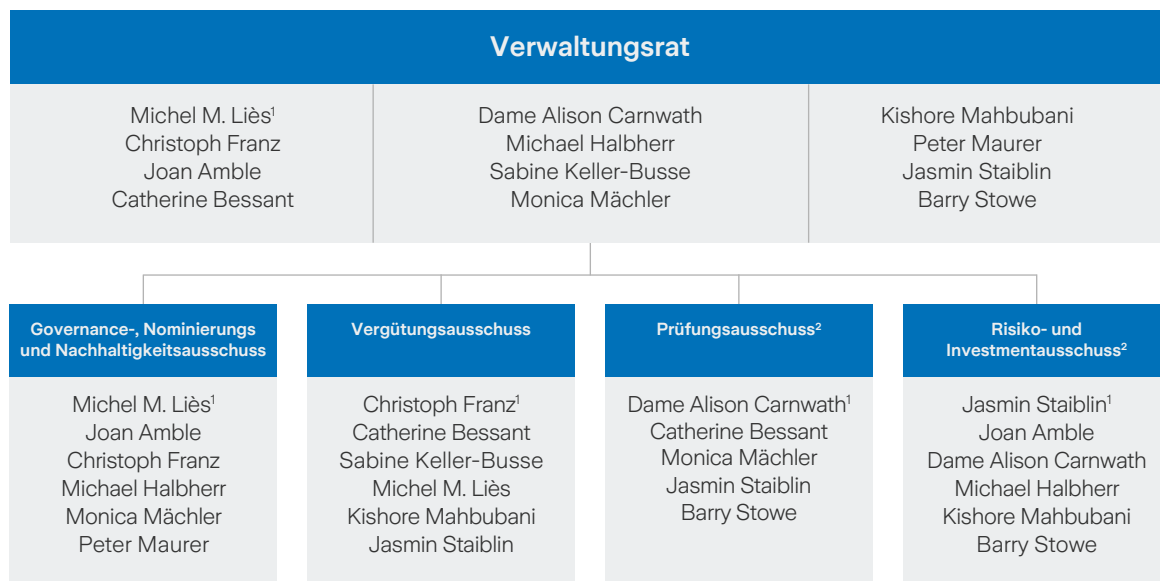 Verwaltungsrat
Michel M. Liès¹
Christoph Franz
Joan Amble
Catherine Bessant
Dame Alison Carnwath
Michael Halbherr
Sabine Keller-Busse
Monica Mächler
Kishore Mahbubani
Peter Maurer
Jasmin Staiblin
Barry Stowe
Governance-, Nominierungs
und Nachhaltigkeitsausschuss
Michel M. Liès¹
Joan Amble
Christoph Franz
Michael Halbherr
Monica Mächler
Peter Maurer
Vergütungsausschuss
Christoph Franz¹
Catherine Bessant
Sabine Keller-Busse
Michel M. Liès
Kishore Mahbubani
Jasmin Staiblin
Prüfungsausschuss²
Dame Alison Carnwath¹
Catherine Bessant
Monica Mächler
Jasmin Staiblin
Barry Stowe
Risiko- und
Investmentausschuss²
Jasmin Staiblin¹
Joan Amble
Dame Alison Carnwath
Michael Halbherr
Kishore Mahbubani
Barry Stowe